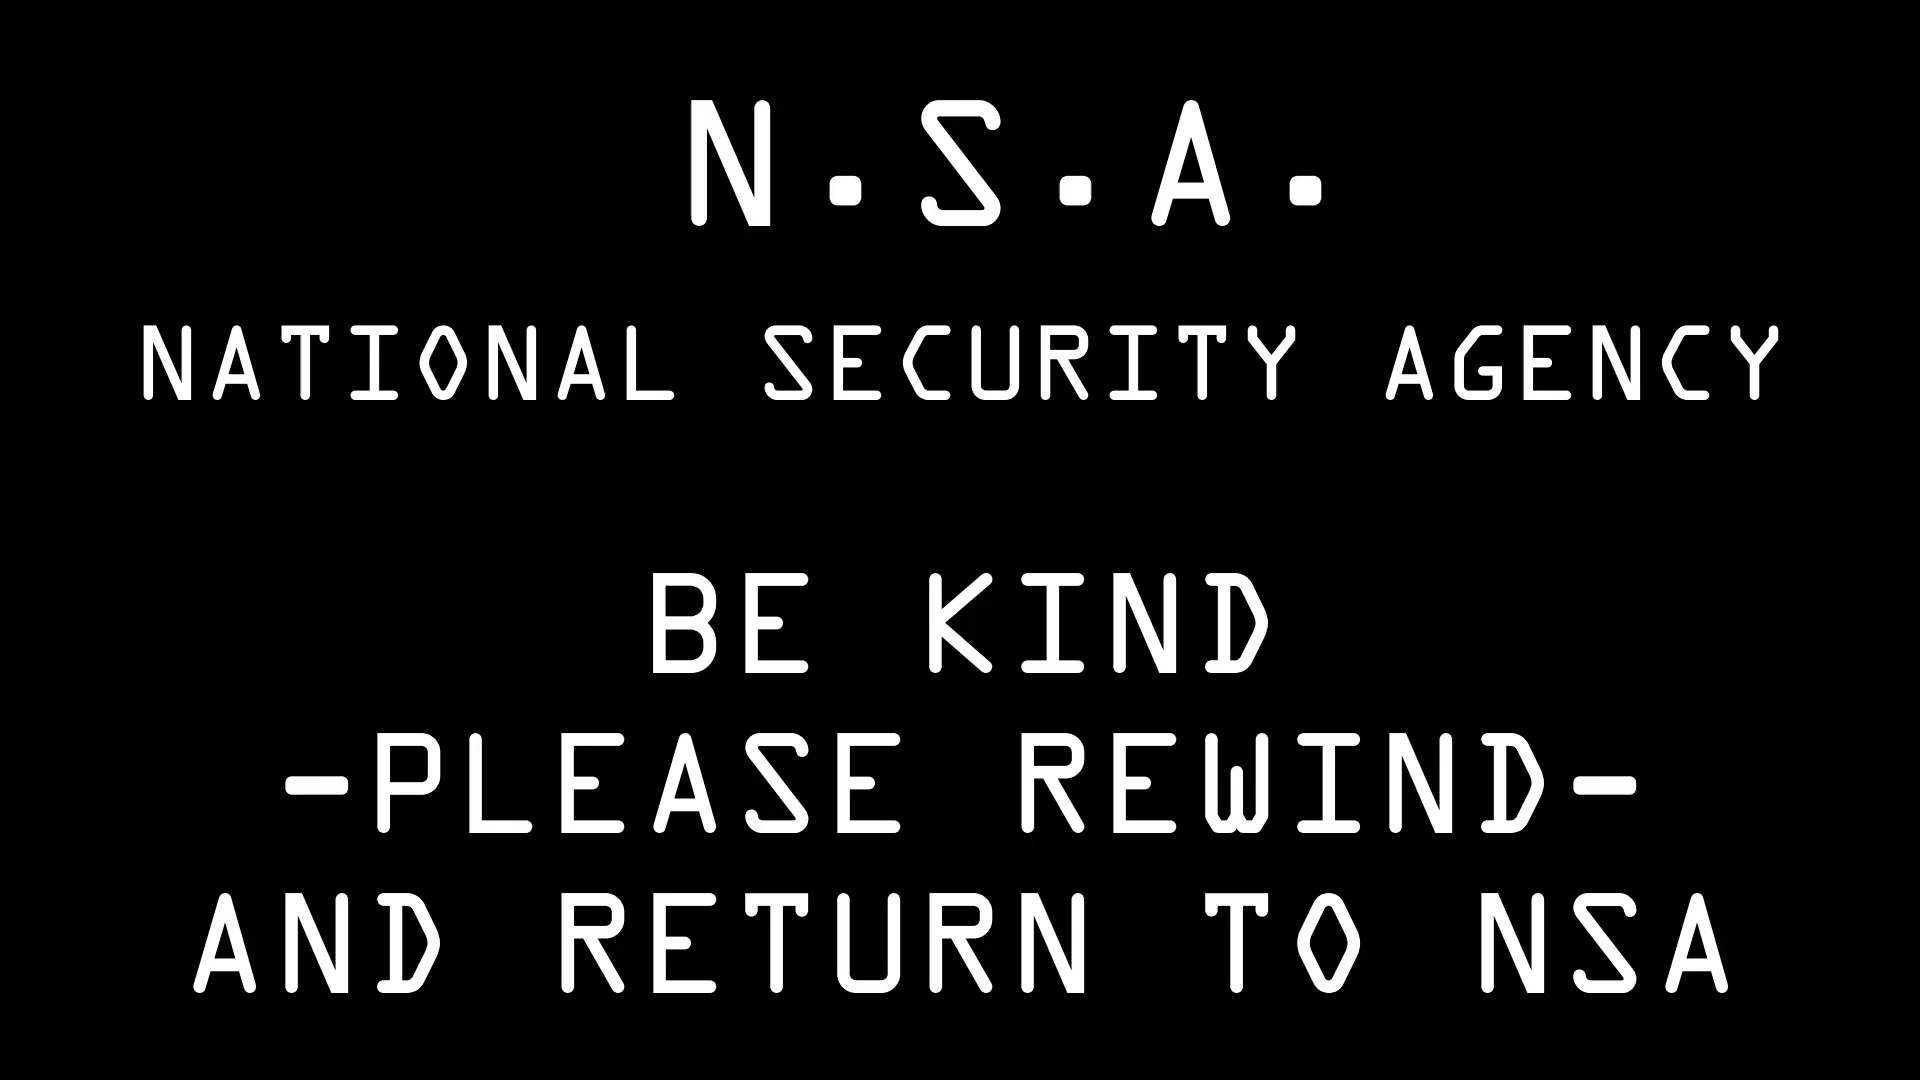 N.S.A.
NATIONAL SECURITY AGENCY
BE KIND
-PLEASE REWIND-
AND RETURN TO NSA